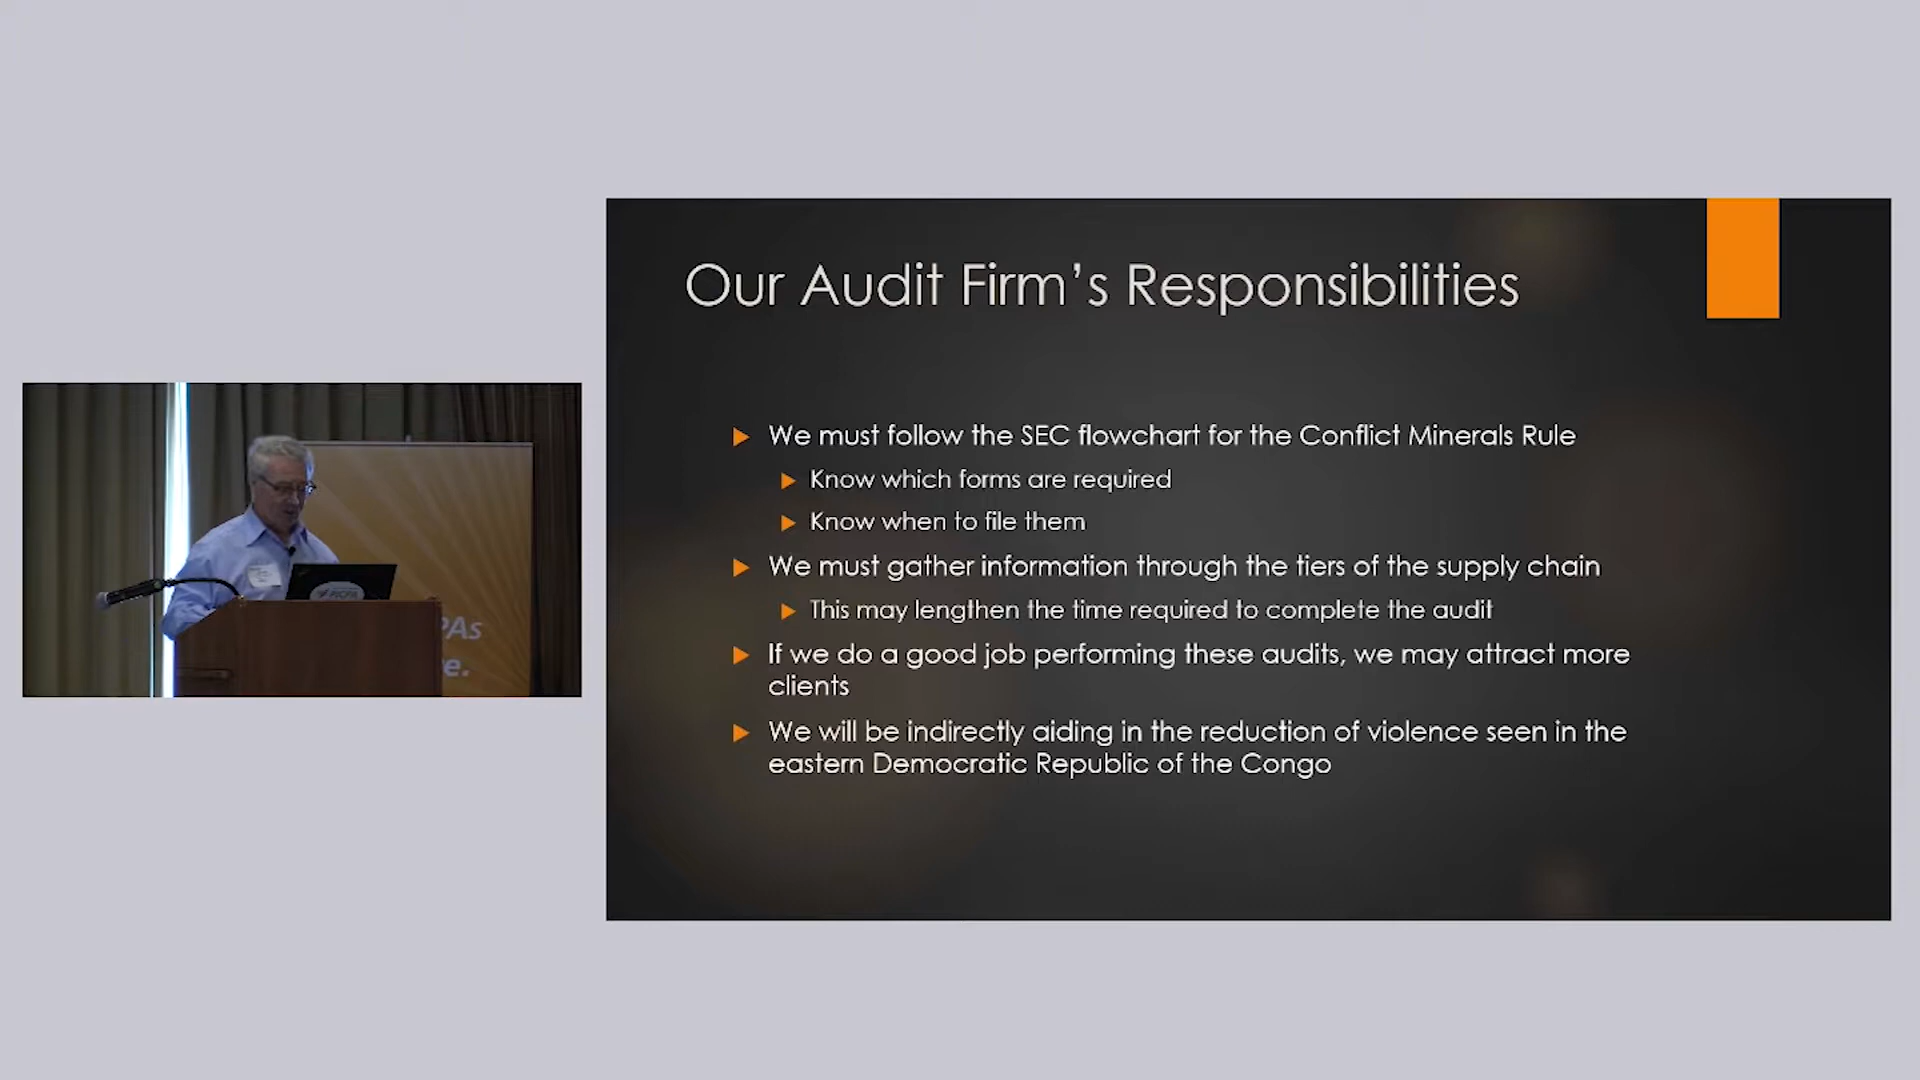 Our Audit Firm’s Responsibilities
We must follow the SEC flowchart for the Conflict Minerals Rule
Know which forms are required
Know when to file them
We must gather information through the tiers of the supply chain
This may lengthen the time required to complete the audit
If we do a good job performing these audits, we may attract more
clients
We will be indirectly aiding in the reduction of violence seen in the
eastern Democratic Republic of the Congo
PICPA
PAs
e.